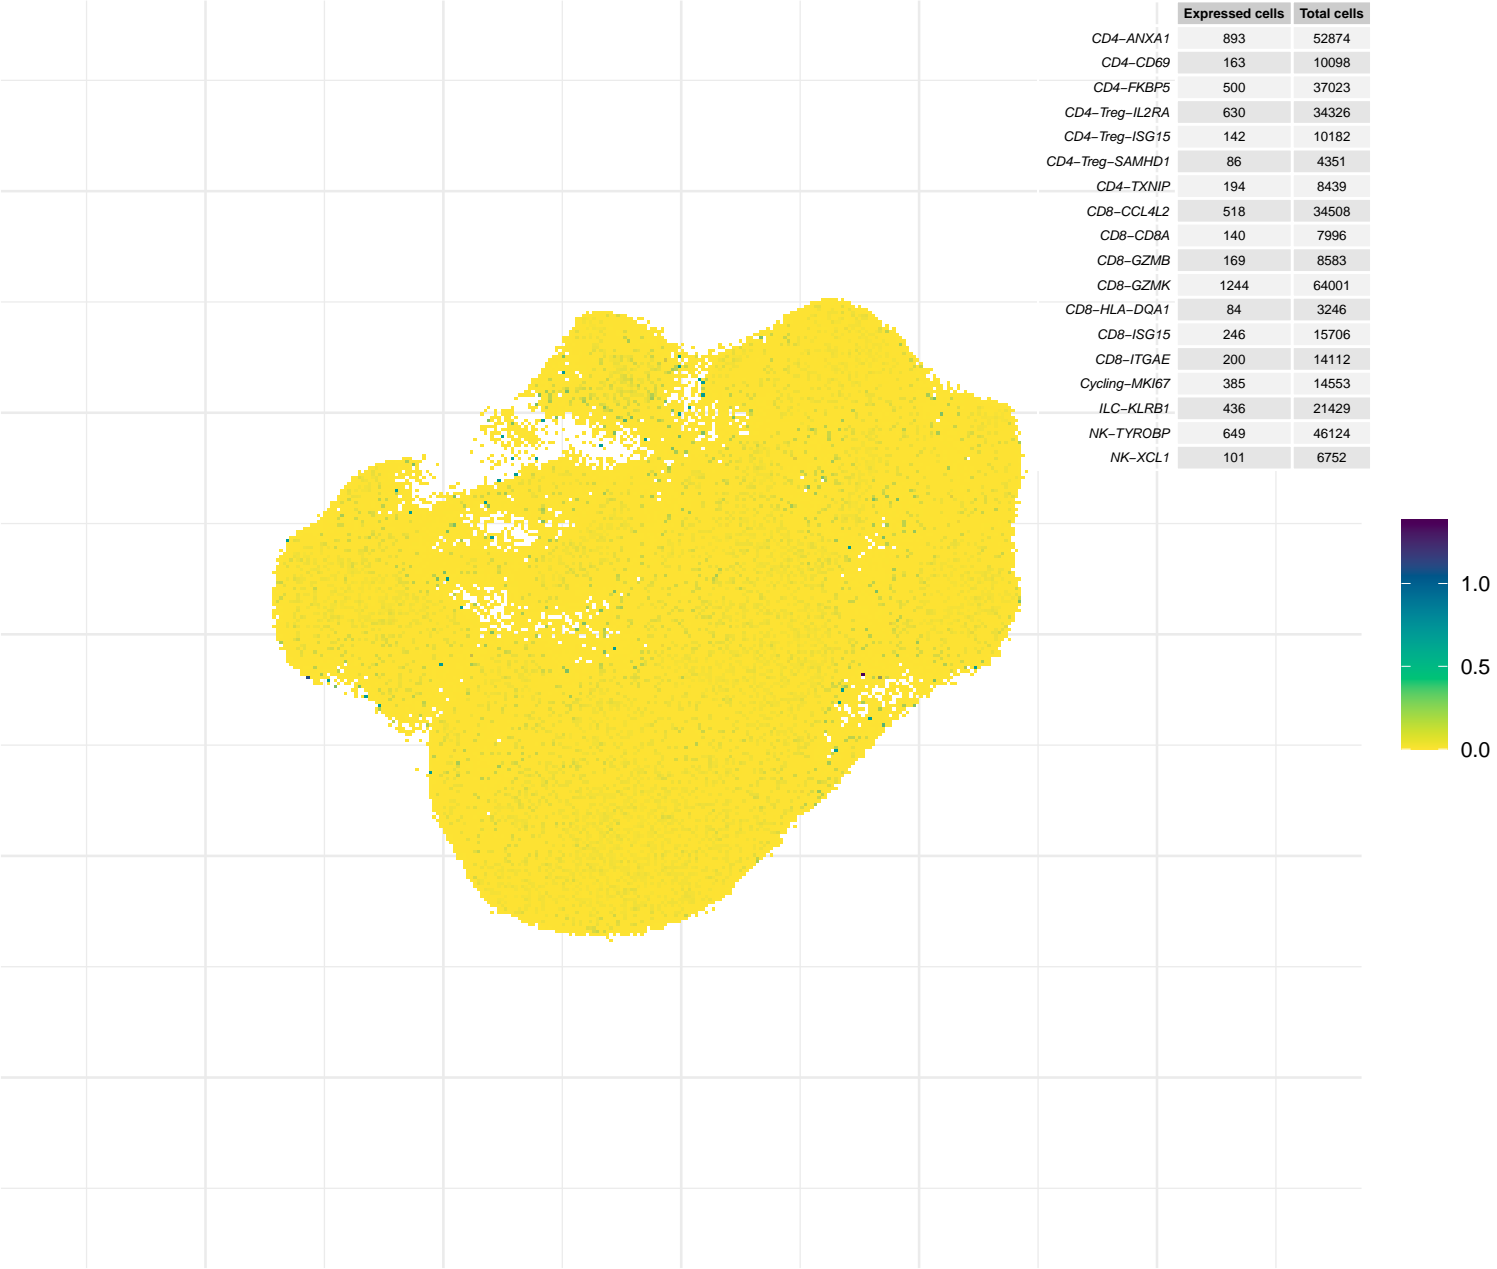 Expressed cells Total cells
CD4−ANXA1 893 52874
CD4−CD69 163 10098
CD4−FKBP5 500 37023
CD4−Treg−IL2RA 630 34326
CD4−Treg−ISG15 142 10182
CD4−Treg−SAMHD1 86 4351
CD4−TXNIP 194 8439
CD8−CCL4L2 518 34508
CD8−CD8A 140 7996
CD8−GZMB 169 8583
CD8−GZMK 1244 64001
CD8−HLA−DQA1 84 3246
CD8−ISG15 246 15706
CD8−ITGAE 200 14112
Cycling−MKI67 385 14553
ILC−KLRB1 436 21429
NK−TYROBP 649 46124
NK−XCL1 101 6752
1.0
0.5
0.0